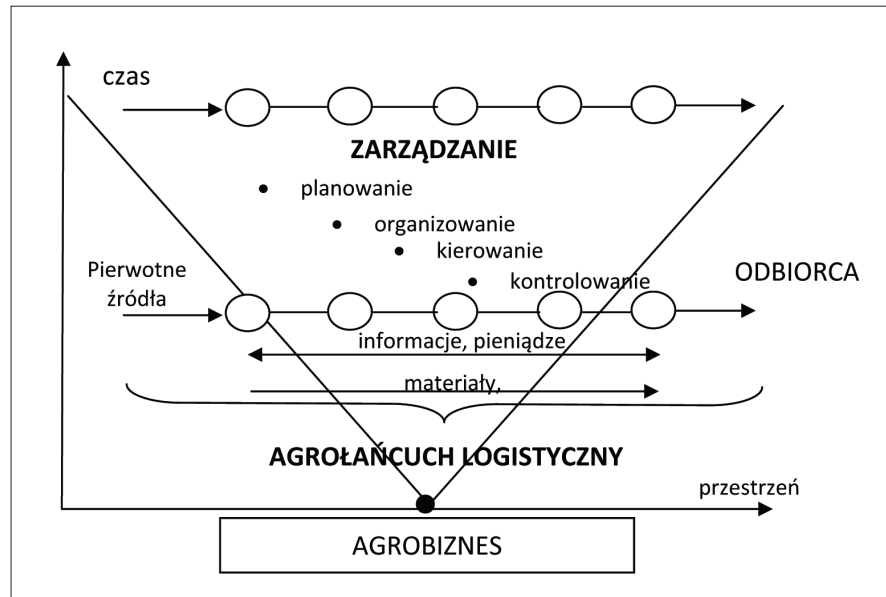 czas
ZARZĄDZANIE
• planowanie
• organizowanie
• kierowanie
• kontrolowanie
Pierwotne
źródła
ODBIORCA
informacje, pieniądze
materiały,
AGROŁAŃCUCH LOGISTYCZNY
przestrzeń
AGROBIZNES